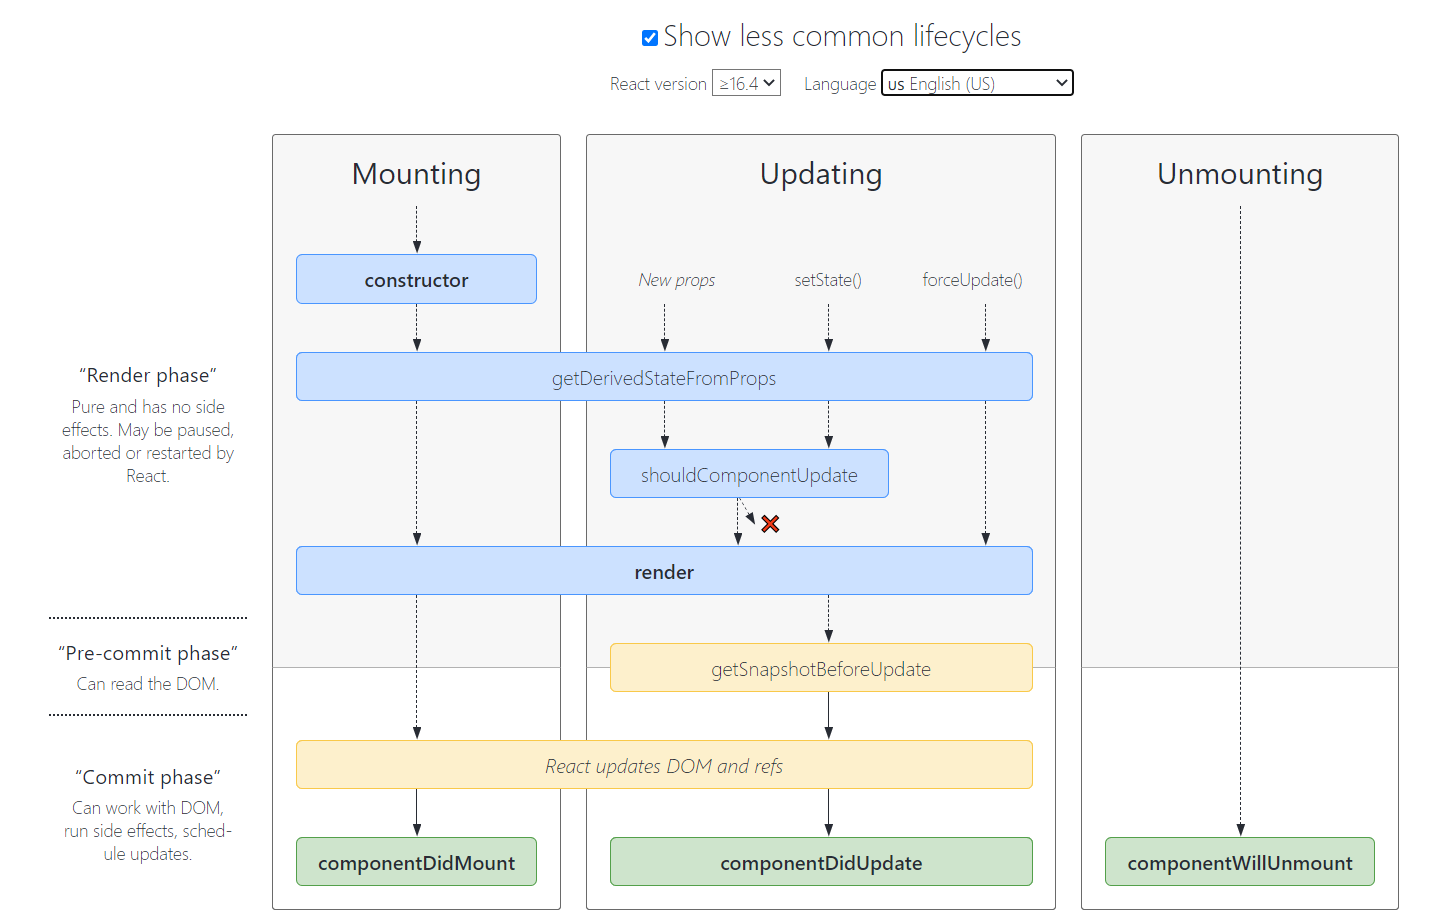 Show less common lifecycles
React version ≥16.4 Language us English (US)
Mounting
Updating
Unmounting
constructor
New props
setState()
forceUpdate()
“Render phase”
Pure and has no side
effects. May be paused,
aborted or restarted by
React.
getDerivedStateFromProps
shouldComponentUpdate
render
“Pre-commit phase”
Can read the DOM.
getSnapshotBeforeUpdate
“Commit phase”
Can work with DOM,
run side effects, sched-
ule updates.
React updates DOM and refs
componentDidMount
componentDidUpdate
componentWillUnmount